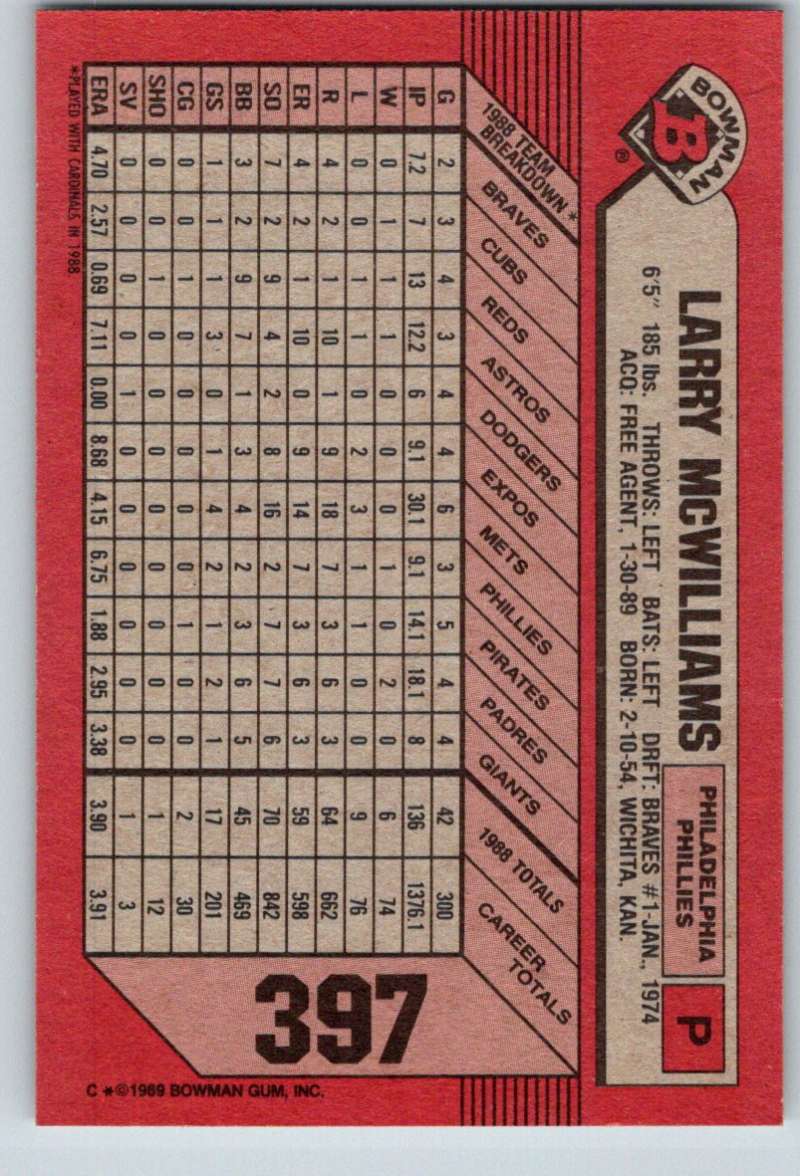 BOWMAN
B
®
LARRY McWILLIAMS
PHILADELPHIA
PHILLIES
P
6'5" 185 lbs. THROWS: LEFT BATS: LEFT DRFT: BRAVES #1-JAN., 1974
ACQ: FREE AGENT, 1-30-89 BORN: 2-10-54, WICHITA, KAN.
1988 TEAM
BREAKDOWN *
BRAVES CUBS REDS ASTROS DODGERS EXPOS METS PHILLIES PIRATES PADRES GIANTS 1988 TOTALS CAREER TOTALS
G 2 3 4 3 4 4 6 3 5 4 4 42 300
IP 7.2 7 13 12.2 6 9.1 30.1 9.1 14.1 18.1 8 136 1376.1
W 0 1 1 1 0 0 0 1 0 2 0 6 74
L 0 0 1 1 0 2 3 1 1 0 0 9 76
R 4 2 1 10 1 9 18 7 3 6 3 64 662
ER 4 2 1 10 0 9 14 7 3 6 3 59 598
SO 7 2 9 4 2 8 16 2 7 7 6 70 842
BB 3 2 9 7 1 3 4 2 3 6 5 45 469
GS 1 1 1 3 0 1 4 2 1 2 1 17 201
CG 0 0 1 0 0 0 0 0 1 0 0 2 30
SHO 0 0 1 0 0 0 0 0 0 0 0 1 12
SV 0 0 0 0 1 0 0 0 0 0 0 1 3
ERA 4.70 2.57 0.69 7.11 0.00 8.68 4.15 6.75 1.88 2.95 3.38 3.90 3.91
*PLAYED WITH CARDINALS IN 1988
397
C *©1989 BOWMAN GUM, INC.